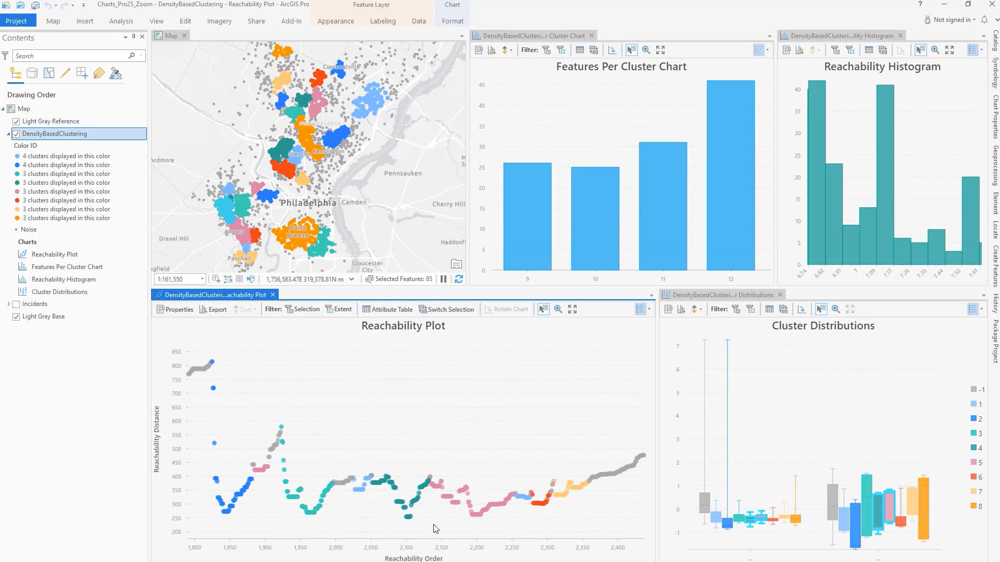 Charts_Pro25_Zoom - DensityBasedClustering - Reachability Plot - ArcGIS Pro
Feature Layer
Chart
?
Project
Map
Insert
Analysis
View
Edit
Imagery
Share
Add-In
Appearance
Labeling
Data
Format
Not signed in
Contents
Search
Drawing Order
Map
Light Gray Reference
DensityBasedClustering
Color ID
4 clusters displayed in this color
4 clusters displayed in this color
3 clusters displayed in this color
3 clusters displayed in this color
3 clusters displayed in this color
3 clusters displayed in this color
3 clusters displayed in this color
3 clusters displayed in this color
Noise
Charts
Reachability Plot
Features Per Cluster Chart
Reachability Histogram
Cluster Distributions
Incidents
Light Gray Base
Map
Crescentville
PHILADELPHIA
Ardmore
Stenton
Kensington
Pennsauken
Philadelphia
Camden
Cherry Hill
Point
Breeze
Angora
Drexel Hill
Haddonf
Paschall
Gloucester
City
gfield
1:161,550
1,756,583.47E 319,378.81N m
Selected Features: 85
DensityBasedClusteri...r Cluster Chart
Filter:
Features Per Cluster Chart
45
40
35
30
25
20
15
10
5
0
9
10
11
12
DensityBasedClusteri...ility Histogram
Reachability Histogram
40
35
30
25
20
15
10
5
0
6.74
6.82
6.91
7
7.09
7.17
7.26
7.35
7.44
7.52
7.61
Catalog
Symbology
Chart Properties
Geoprocessing
Element
Locate
Create Features
History
Package Project
DensityBasedClusteri...achability Plot
Properties
Export
Sort
Filter:
Selection
Extent
Attribute Table
Switch Selection
Rotate Chart
Reachability Plot
Reachability Distance
850
800
750
700
650
600
550
500
450
400
350
300
250
200
1,800
1,850
1,900
1,950
2,000
2,050
2,100
2,150
2,200
2,250
2,300
2,350
2,400
Reachability Order
DensityBasedClusteri...r Distributions
Filter:
Cluster Distributions
7
6
5
4
3
2
1
0
-1
...
...
-1
1
2
3
4
5
6
7
8